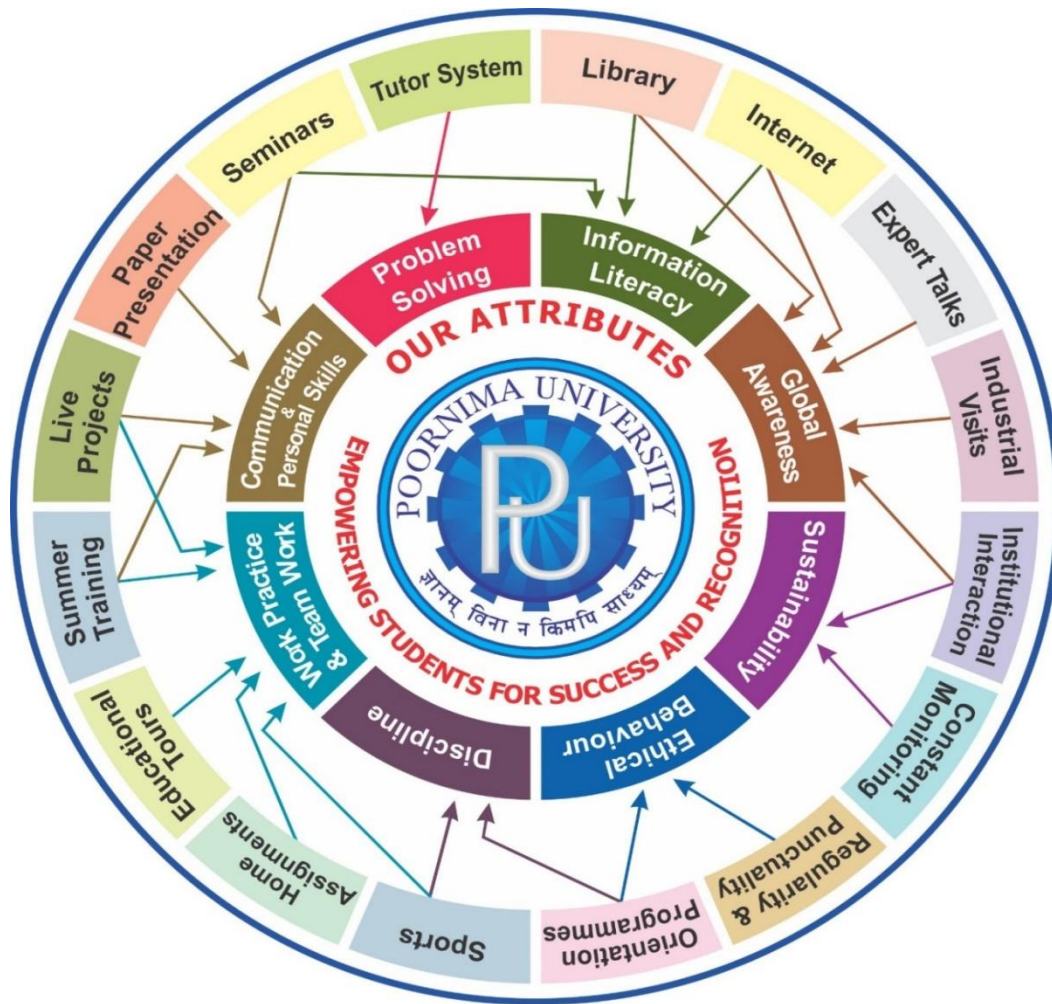 Tutor System
Library
Internet
Expert Talks
Industrial
Visits
Institutional
Interaction
Constant
Monitoring
Regularity &
Punctuality
Orientation
Programmes
Sports
Home
Assignments
Educational
Tours
Summer
Training
Live
Projects
Paper
Presentation
Seminars
Problem
Solving
Information
Literacy
Global
Awareness
Sustainability
Ethical
Behaviour
Discipline
Work Practice
& Team Work
Communication
&
Personal Skills
OUR ATTRIBUTES
EMPOWERING STUDENTS FOR SUCCESS AND RECOGNITION
POORNIMA UNIVERSITY
PU
ज्ञानम् विना न किमपि साध्यम्